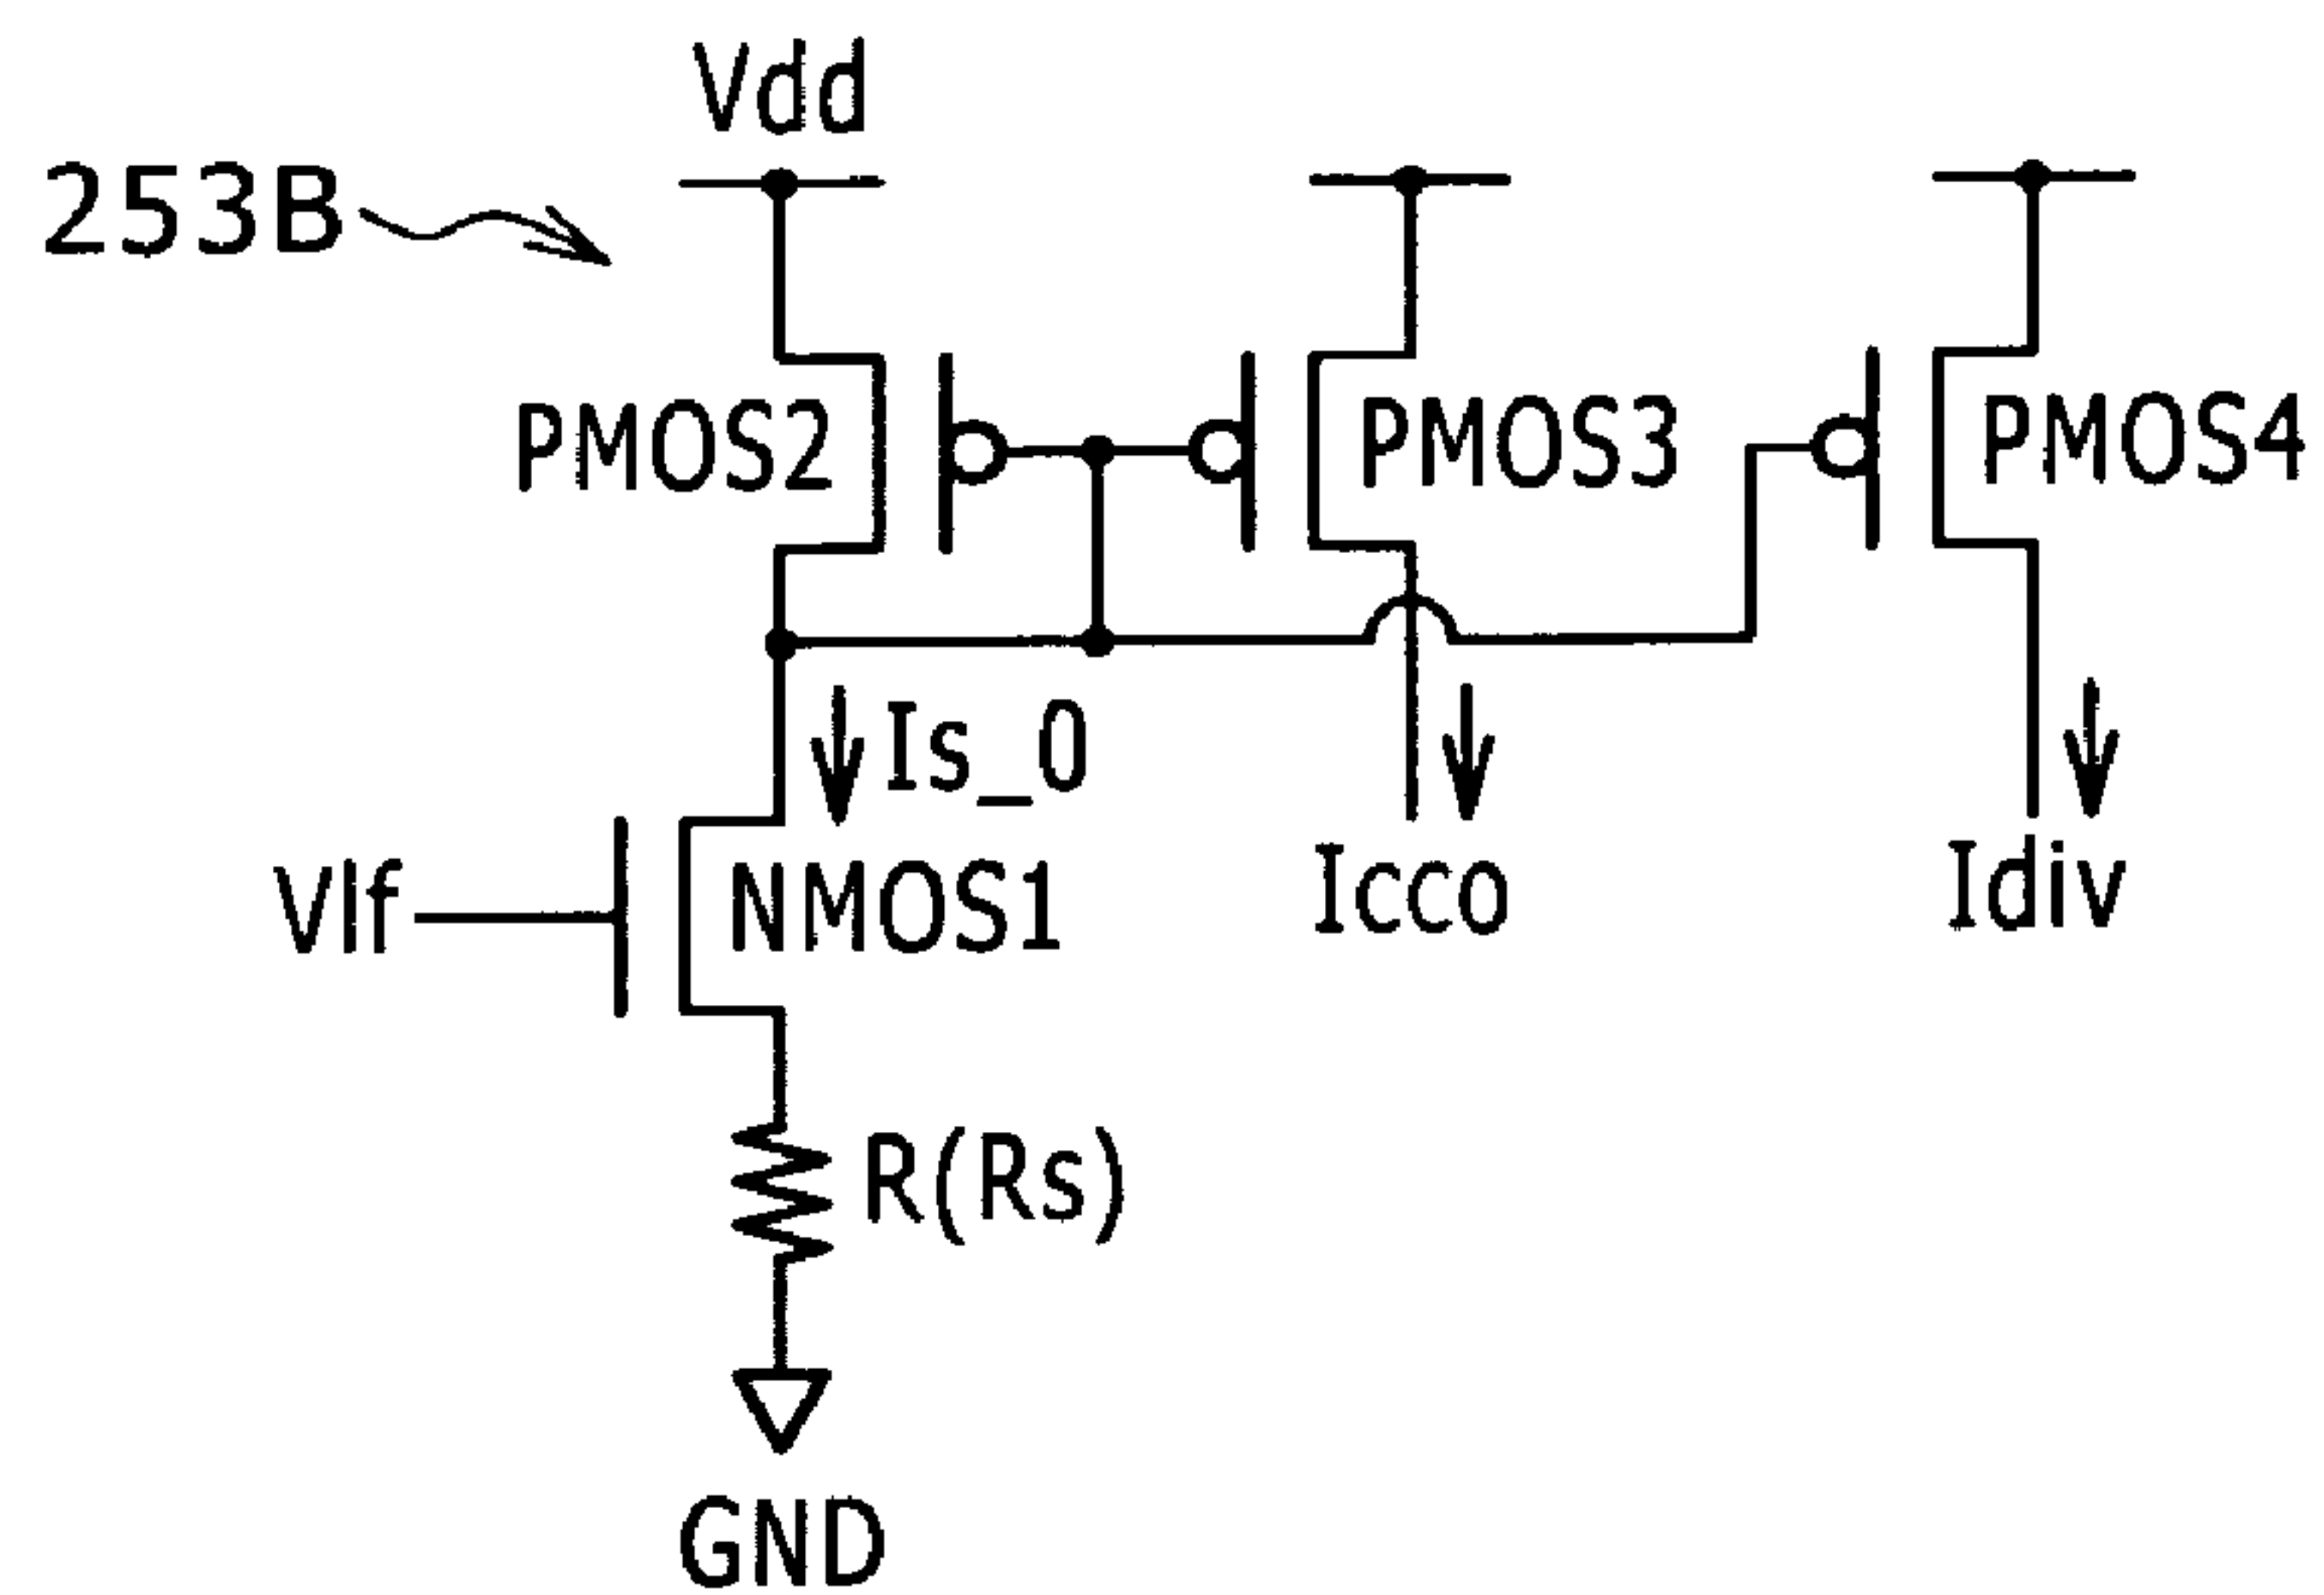 Vdd
253B
PMOS2
PMOS3
PMOS4
Is_0
Vlf
NMOS1
Icco
Idiv
R(Rs)
GND